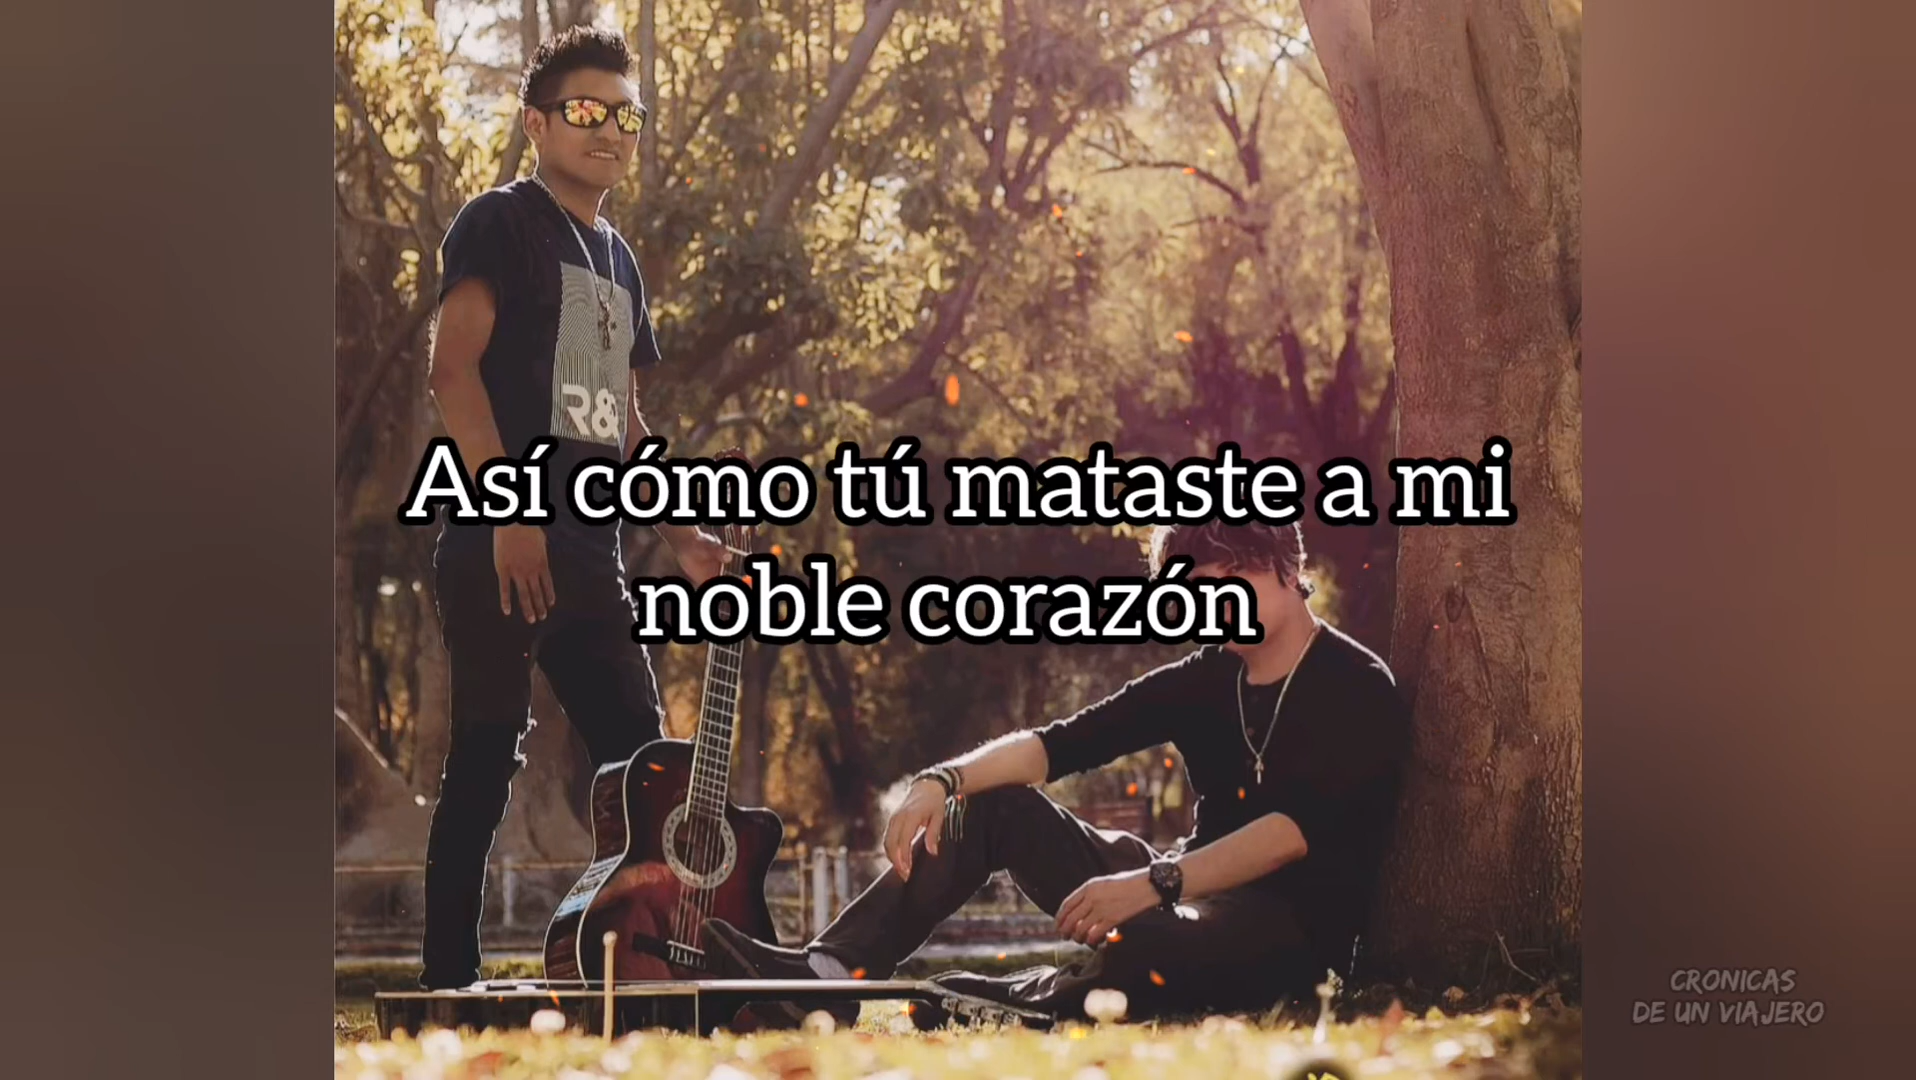 R&
Así cómo tú mataste a mi
noble corazón
CRONICAS
DE UN VIAJERO